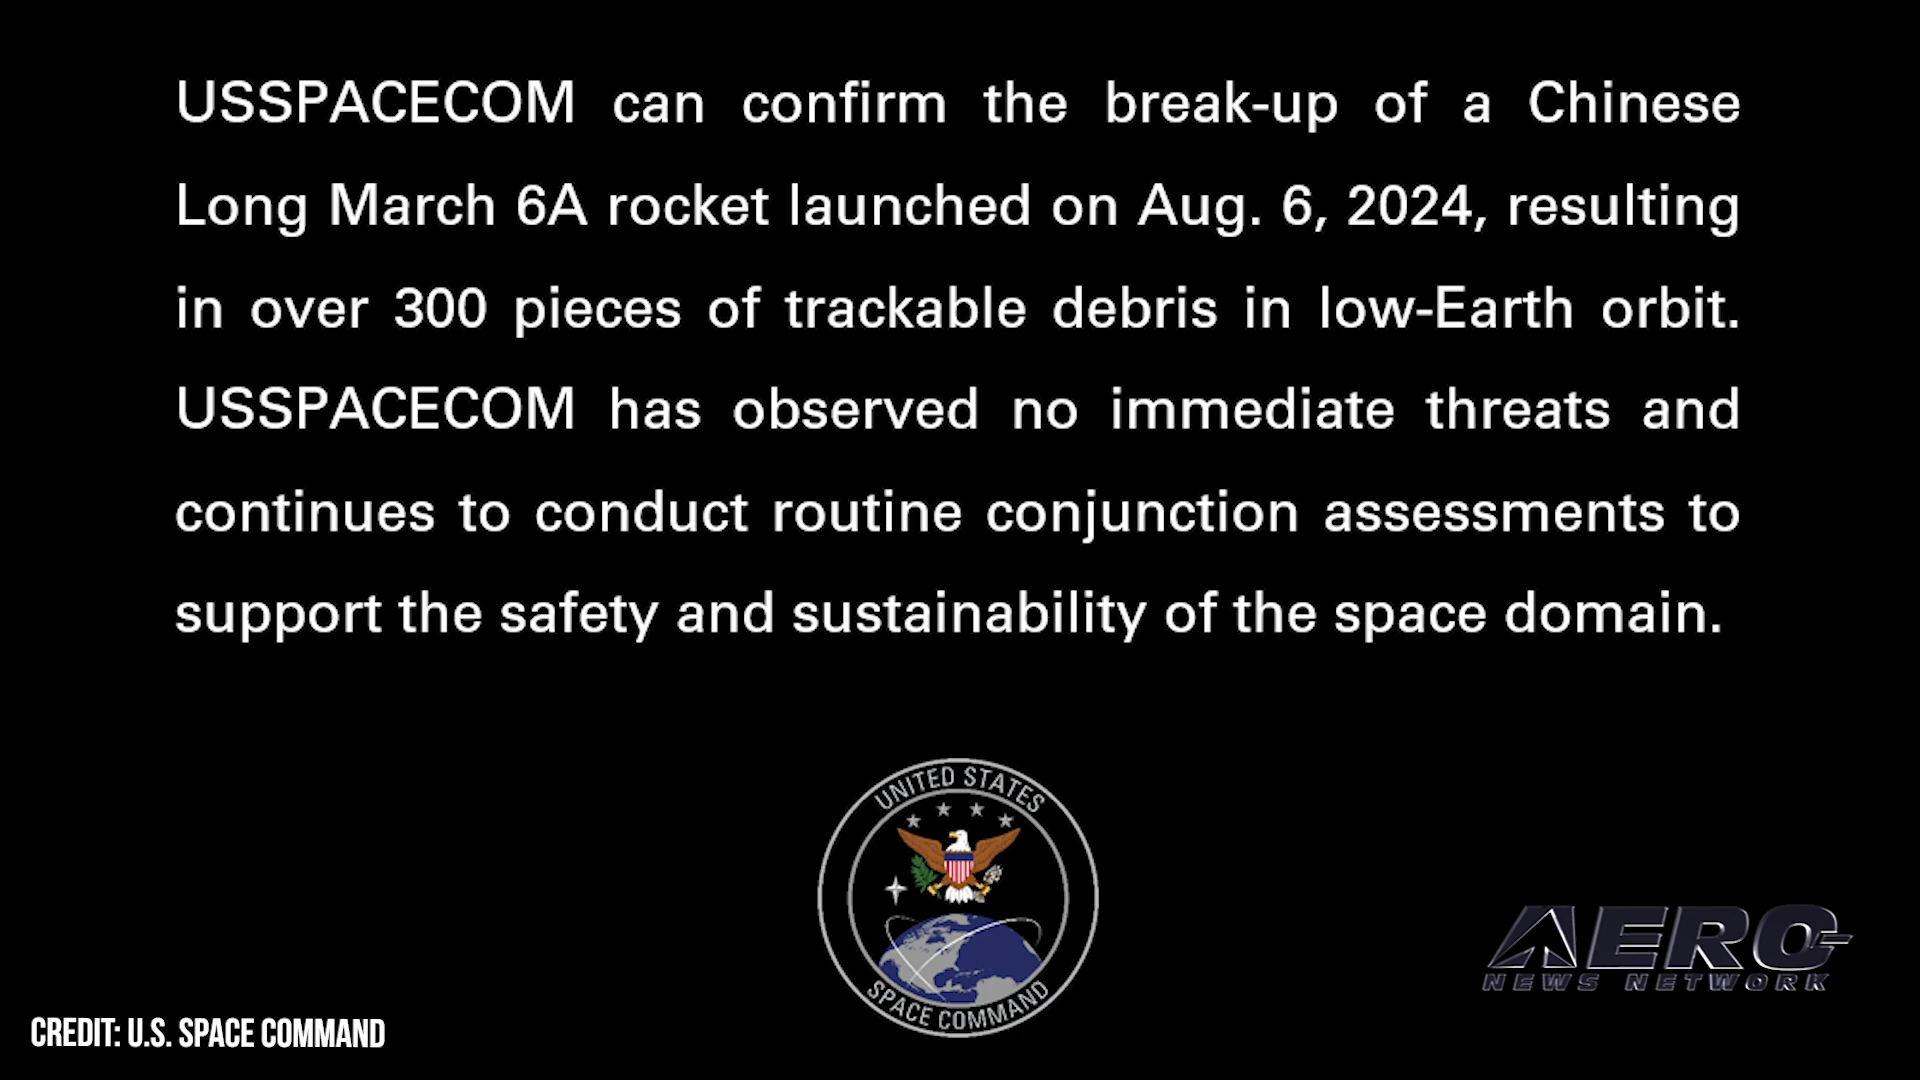 USSPACECOM can confirm the break-up of a Chinese
Long March 6A rocket launched on Aug. 6, 2024, resulting
in over 300 pieces of trackable debris in low-Earth orbit.
USSPACECOM has observed no immediate threats and
continues to conduct routine conjunction assessments to
support the safety and sustainability of the space domain.
UNITED STATES
SPACE COMMAND
AERO-
NEWS NETWORK
CREDIT: U.S. SPACE COMMAND